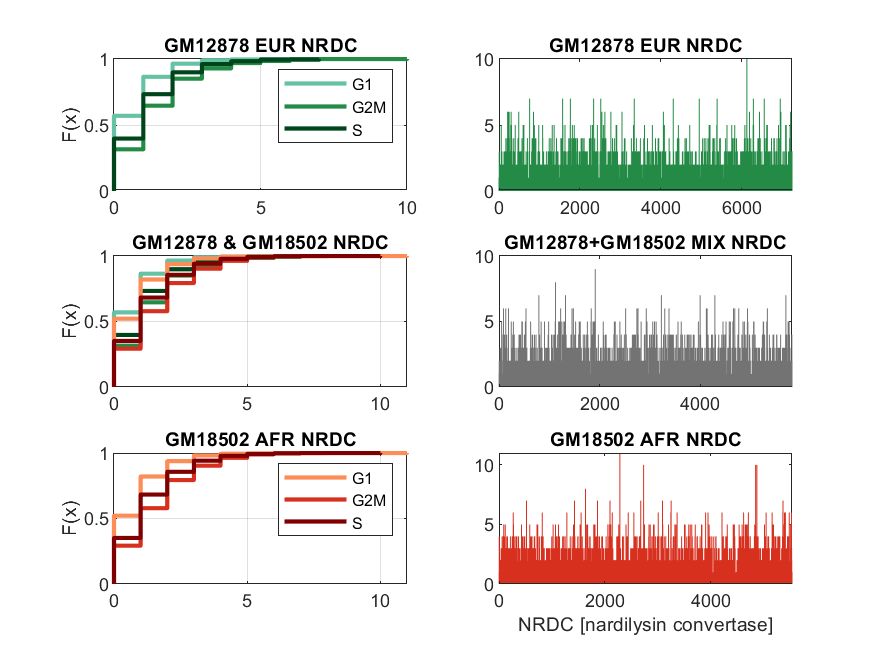 GM12878 EUR NRDC
1
0.5
0
F(x)
G1
G2M
S
0 5 10
GM12878 EUR NRDC
10
5
0
0 2000 4000 6000
GM12878 & GM18502 NRDC
1
0.5
0
F(x)
0 5 10
GM12878+GM18502 MIX NRDC
10
5
0
0 2000 4000
GM18502 AFR NRDC
1
0.5
0
F(x)
G1
G2M
S
0 5 10
GM18502 AFR NRDC
10
5
0
0 2000 4000
NRDC [nardilysin convertase]